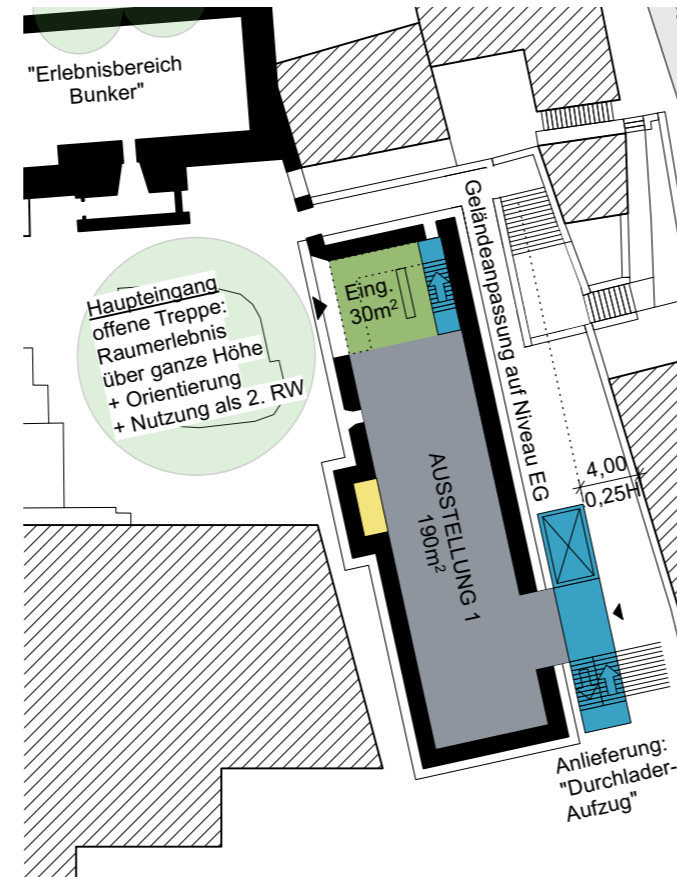 "Erlebnisbereich
Bunker"
Haupteingang
offene Treppe:
Raumerlebnis
über ganze Höhe
+ Orientierung
+ Nutzung als 2. RW
Eing.
30m²
Geländeanpassung auf Niveau EG
AUSSTELLUNG 1
190m²
4,00
0,25H
Anlieferung:
"Durchlader-
Aufzug"